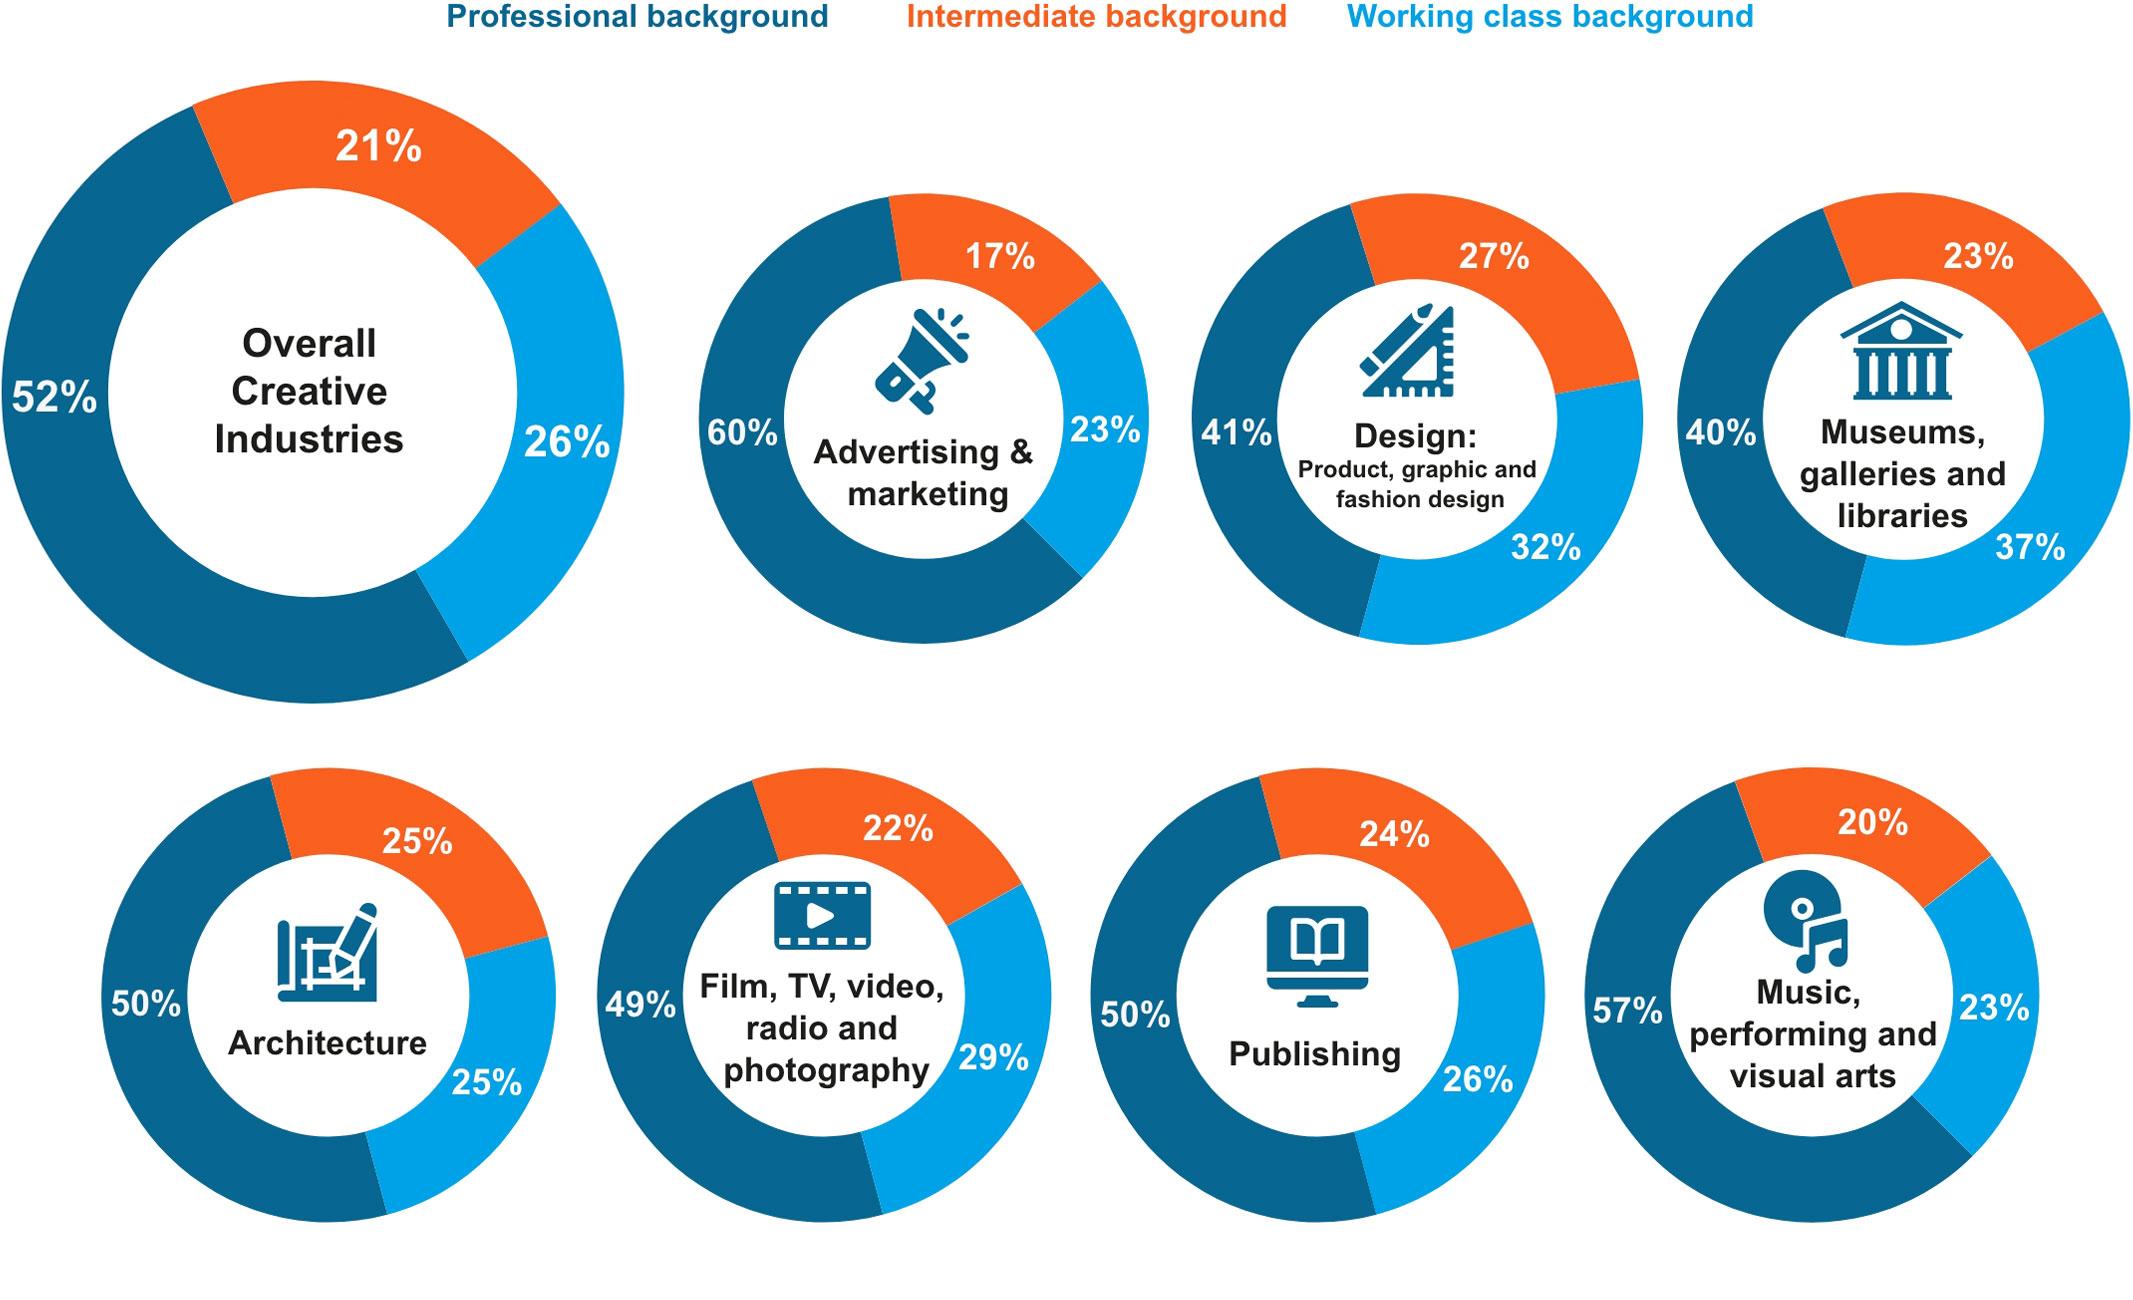 Professional background
Intermediate background
Working class background
21%
52%
26%
Overall
Creative
Industries
17%
60%
23%
Advertising &
marketing
27%
41%
32%
Design:
Product, graphic and
fashion design
23%
40%
37%
Museums,
galleries and
libraries
25%
50%
25%
Architecture
22%
49%
29%
Film, TV, video,
radio and
photography
24%
50%
26%
Publishing
20%
57%
23%
Music,
performing and
visual arts